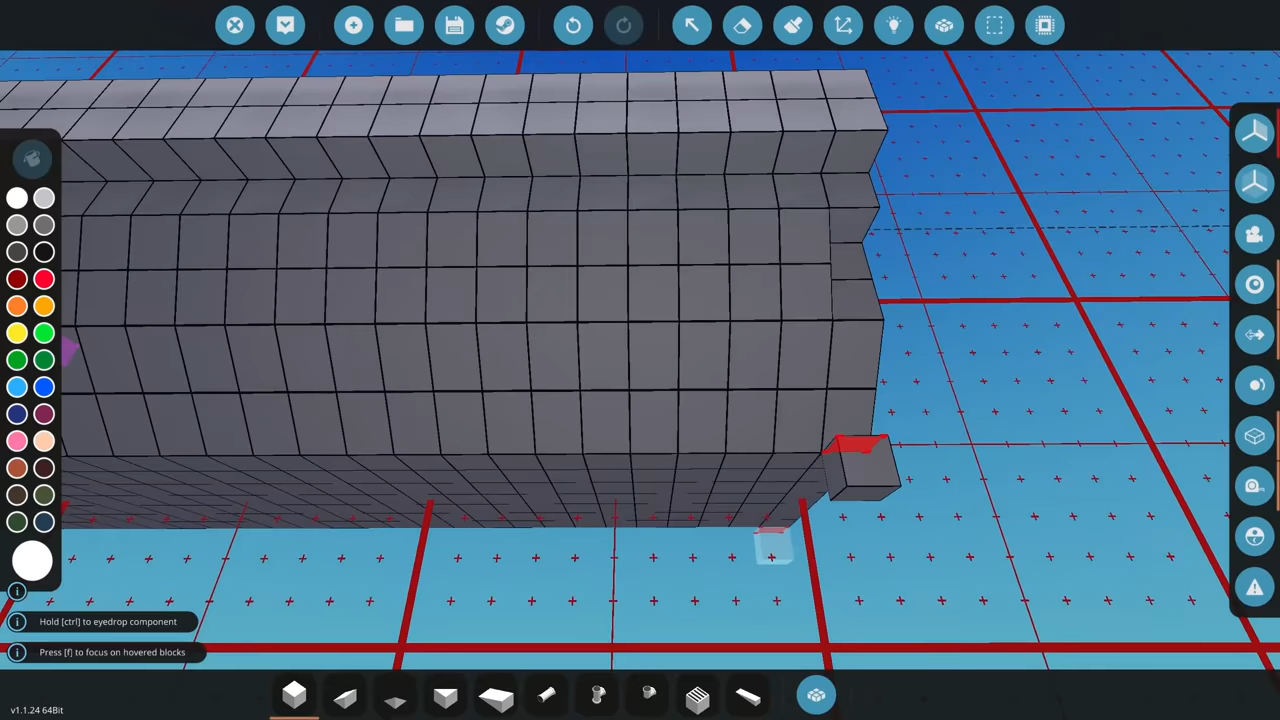 Hold [ctrl] to eyedrop component
Press [f] to focus on hovered blocks
v1.1.24 64Bit